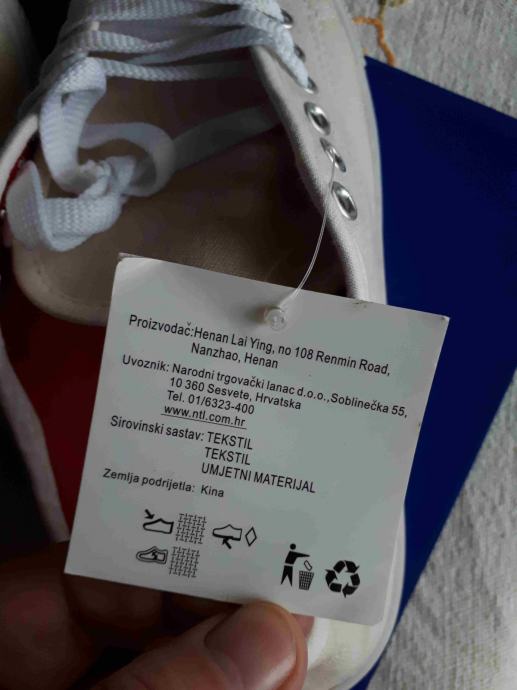 Proizvodač:Henan Lai Ying, no 108 Renmin Road,
Nanzhao, Henan
Uvoznik: Narodni trgovački lanac d.o.o.,Soblinečka 55,
10 360 Sesvete, Hrvatska
Tel. 01/6323-400
www.ntl.com.hr
Sirovinski sastav: TEKSTIL
TEKSTIL
UMJETNI MATERIJAL
Zemlja podrijetla: Kina